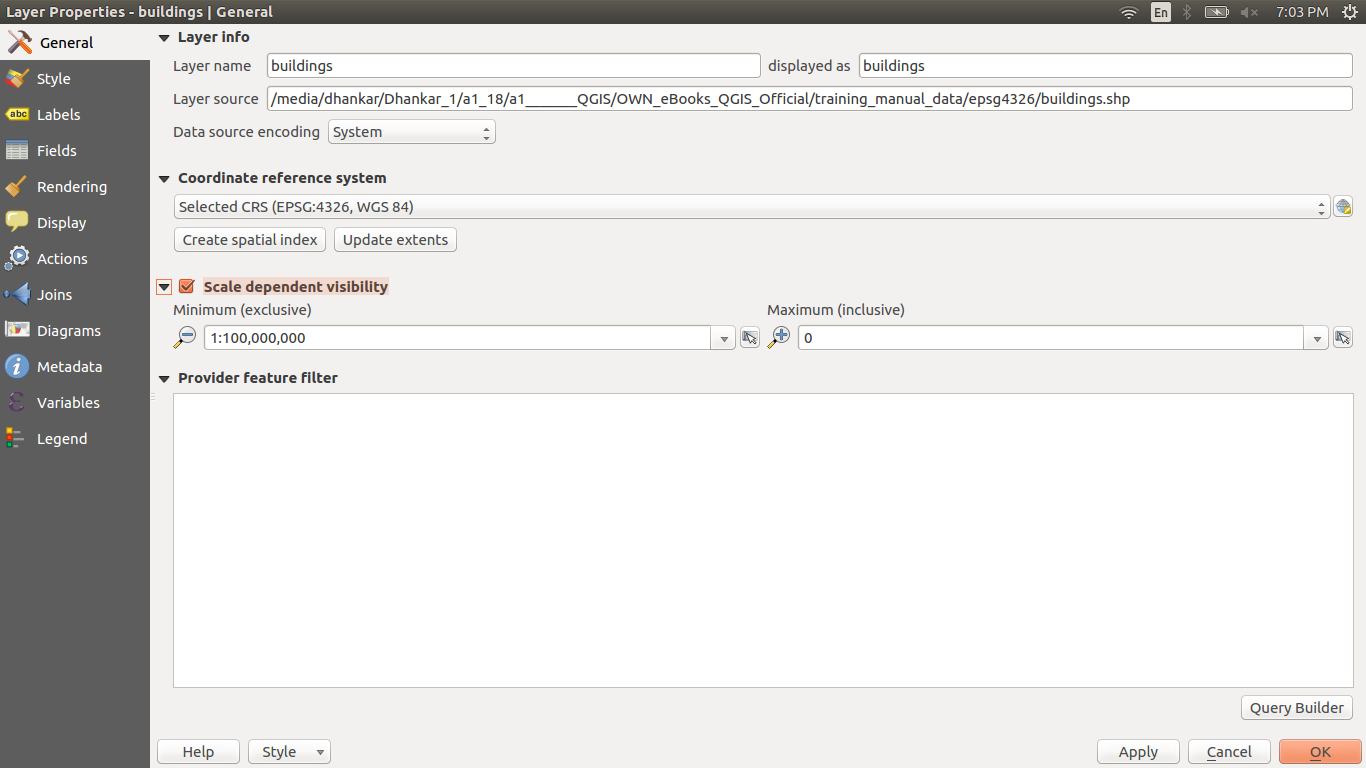 Layer Properties - buildings | General En 7:03 PM
General
Style
abc Labels
Fields
Rendering
Display
Actions
Joins
Diagrams
Metadata
Variables
Legend
Layer info
Layer name buildings displayed as buildings
Layer source /media/dhankar/Dhankar_1/a1_18/a1_______QGIS/OWN_eBooks_QGIS_Official/training_manual_data/epsg4326/buildings.shp
Data source encoding System
Coordinate reference system
Selected CRS (EPSG:4326, WGS 84)
Create spatial index Update extents
Scale dependent visibility
Minimum (exclusive) Maximum (inclusive)
1:100,000,000 0
Provider feature filter
Query Builder
Help Style Apply Cancel OK